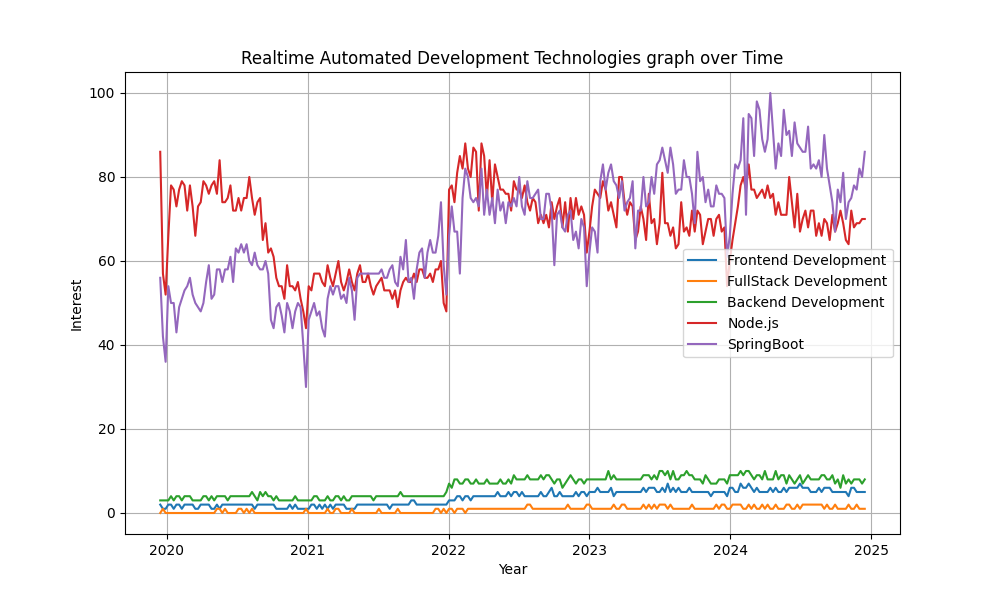 Realtime Automated Development Technologies graph over Time
100
80
60
40
20
0
Interest
Frontend Development
FullStack Development
Backend Development
Node.js
SpringBoot
2020
2021
2022
2023
2024
2025
Year